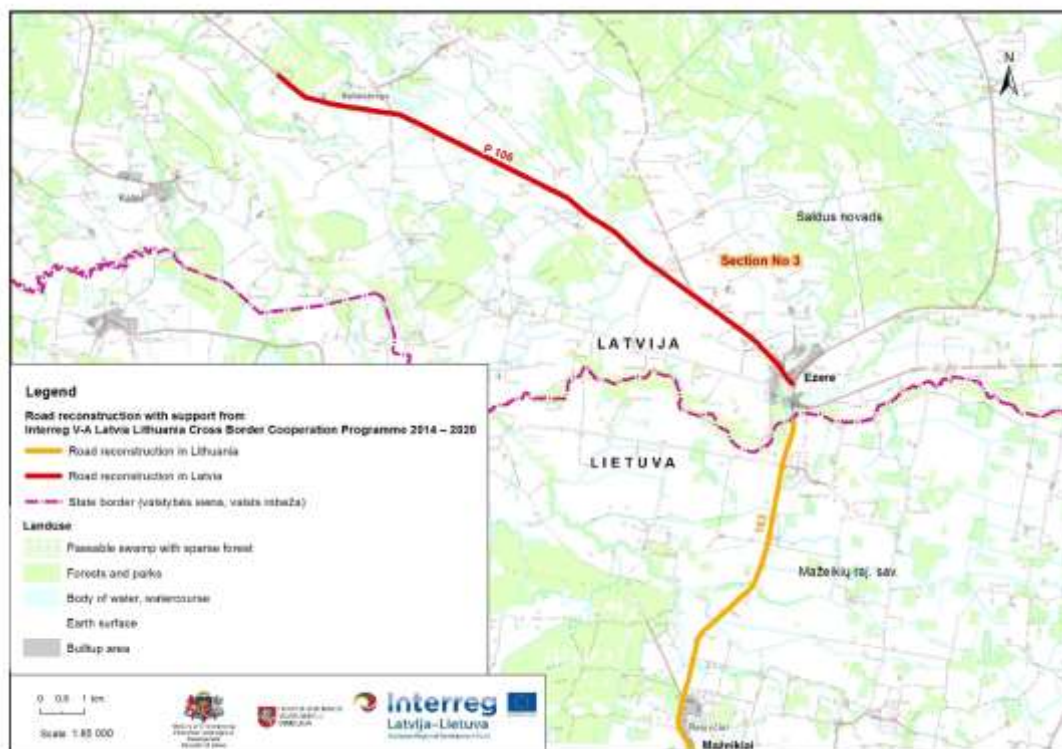 N
P 106
Kalēti
Saldus novads
Section No 3
LATVIJA
Ezere
LIETUVA
163
Mažeikių raj. sav.
Mažeikiai
Legend
Road reconstruction with support from
Interreg V-A Latvia Lithuania Cross Border Cooperation Programme 2014 – 2020
Road reconstruction in Lithuania
Road reconstruction in Latvia
State border (valstybės siena, valsts robeža)
Landuse
Passable swamp with sparse forest
Forests and parks
Body of water, watercourse
Earth surface
Builtup area
0 0,5 1 km
Scale 1:85 000
Interreg
Latvija–Lietuva